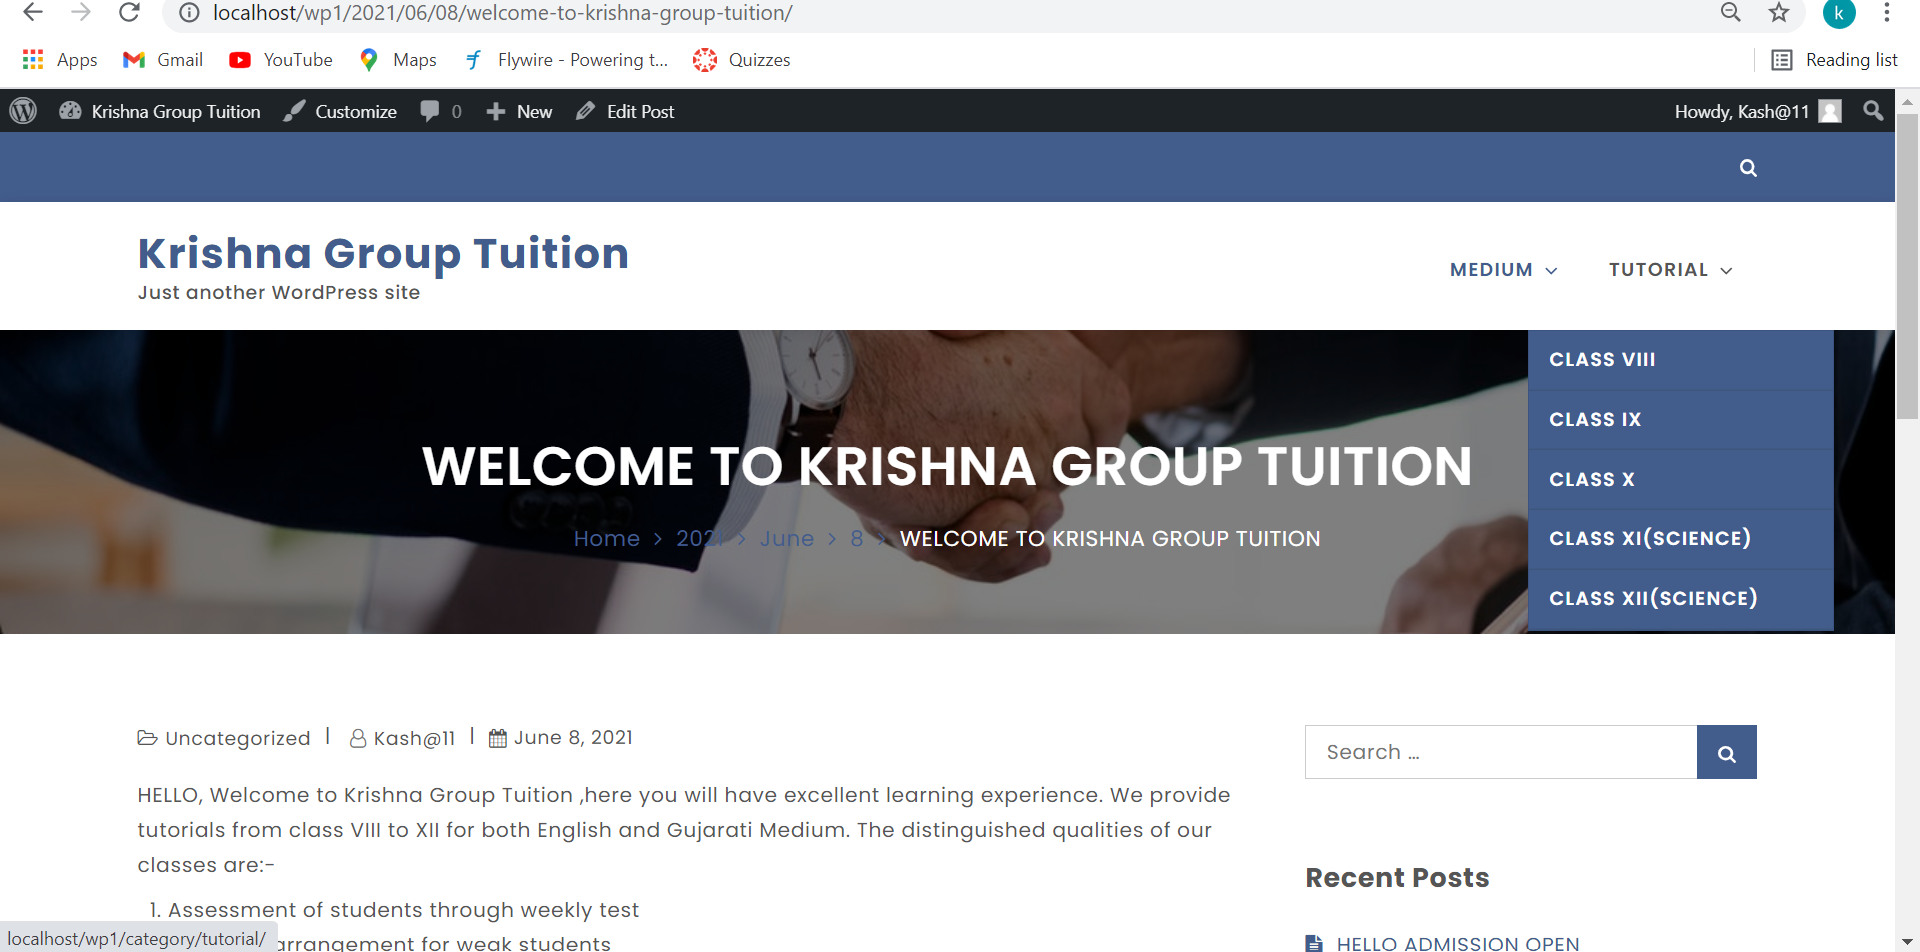 localhost/wp1/2021/06/08/welcome-to-krishna-group-tuition/
k
Apps Gmail YouTube Maps Flywire - Powering t... Quizzes Reading list
Krishna Group Tuition Customize 0 New Edit Post Howdy, Kash@11
Krishna Group Tuition
Just another WordPress site
MEDIUM TUTORIAL
CLASS VIII
CLASS IX
CLASS X
CLASS XI(SCIENCE)
CLASS XII(SCIENCE)
WELCOME TO KRISHNA GROUP TUITION
Home > 2021 > June > 8 > WELCOME TO KRISHNA GROUP TUITION
Uncategorized | Kash@11 | June 8, 2021
HELLO, Welcome to Krishna Group Tuition ,here you will have excellent learning experience. We provide
tutorials from class VIII to XII for both English and Gujarati Medium. The distinguished qualities of our
classes are:-
1. Assessment of students through weekly test
arrangement for weak students
Search …
Recent Posts
HELLO ADMISSION OPEN
localhost/wp1/category/tutorial/